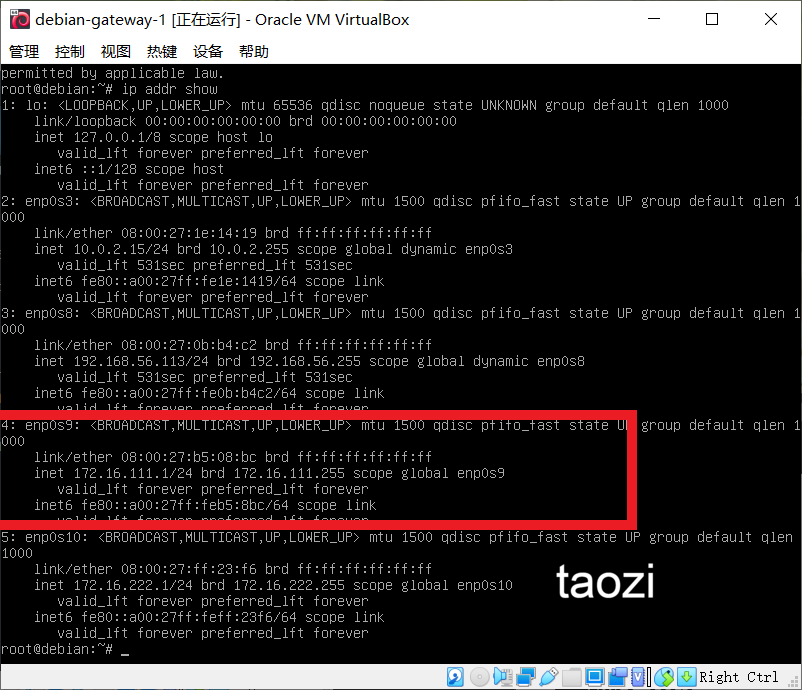 debian-gateway-1 [正在运行] - Oracle VM VirtualBox
管理 控制 视图 热键 设备 帮助
permitted by applicable law.
root@debian:~# ip addr show
1: lo: <LOOPBACK,UP,LOWER_UP> mtu 65536 qdisc noqueue state UNKNOWN group default qlen 1000
link/loopback 00:00:00:00:00:00 brd 00:00:00:00:00:00
inet 127.0.0.1/8 scope host lo
valid_lft forever preferred_lft forever
inet6 ::1/128 scope host
valid_lft forever preferred_lft forever
2: enp0s3: <BROADCAST,MULTICAST,UP,LOWER_UP> mtu 1500 qdisc pfifo_fast state UP group default qlen 1
000
link/ether 08:00:27:1e:14:19 brd ff:ff:ff:ff:ff:ff
inet 10.0.2.15/24 brd 10.0.2.255 scope global dynamic enp0s3
valid_lft 531sec preferred_lft 531sec
inet6 fe80::a00:27ff:fe1e:1419/64 scope link
valid_lft forever preferred_lft forever
3: enp0s8: <BROADCAST,MULTICAST,UP,LOWER_UP> mtu 1500 qdisc pfifo_fast state UP group default qlen 1
000
link/ether 08:00:27:0b:b4:c2 brd ff:ff:ff:ff:ff:ff
inet 192.168.56.113/24 brd 192.168.56.255 scope global dynamic enp0s8
valid_lft 531sec preferred_lft 531sec
inet6 fe80::a00:27ff:fe0b:b4c2/64 scope link
valid_lft forever preferred_lft forever
4: enp0s9: <BROADCAST,MULTICAST,UP,LOWER_UP> mtu 1500 qdisc pfifo_fast state UP group default qlen 1
000
link/ether 08:00:27:b5:08:bc brd ff:ff:ff:ff:ff:ff
inet 172.16.111.1/24 brd 172.16.111.255 scope global enp0s9
valid_lft forever preferred_lft forever
inet6 fe80::a00:27ff:feb5:8bc/64 scope link
valid_lft forever preferred_lft forever
5: enp0s10: <BROADCAST,MULTICAST,UP,LOWER_UP> mtu 1500 qdisc pfifo_fast state UP group default qlen
1000
link/ether 08:00:27:ff:23:f6 brd ff:ff:ff:ff:ff:ff
inet 172.16.222.1/24 brd 172.16.222.255 scope global enp0s10
valid_lft forever preferred_lft forever
inet6 fe80::a00:27ff:feff:23f6/64 scope link
valid_lft forever preferred_lft forever
root@debian:~# _
taozi
Right Ctrl